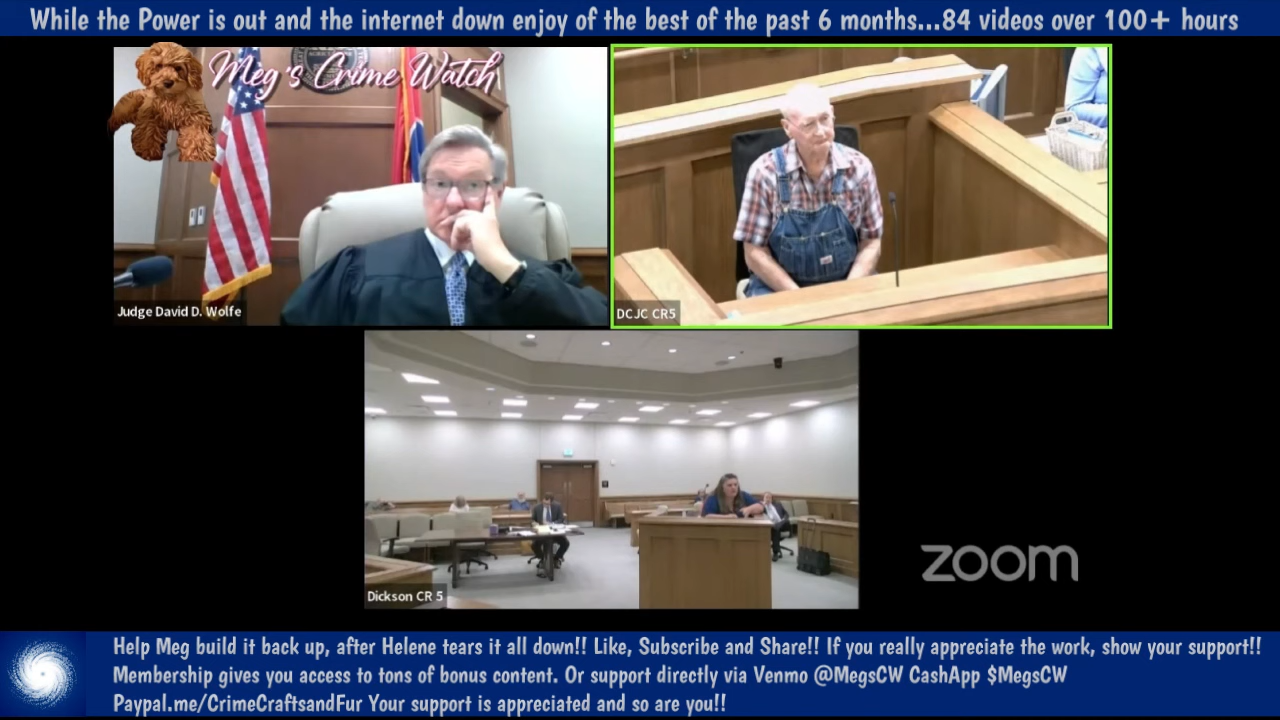 While the Power is out and the internet down enjoy of the best of the past 6 months...84 videos over 100+ hours
Meg's Crime Watch
Judge David D. Wolfe
DCJC CR5
Dickson CR 5
zoom
Help Meg build it back up, after Helene tears it all down!! Like, Subscribe and Share!! If you really appreciate the work, show your support!!
Membership gives you access to tons of bonus content. Or support directly via Venmo @MegsCW CashApp $MegsCW
Paypal.me/CrimeCraftsandFur Your support is appreciated and so are you!!